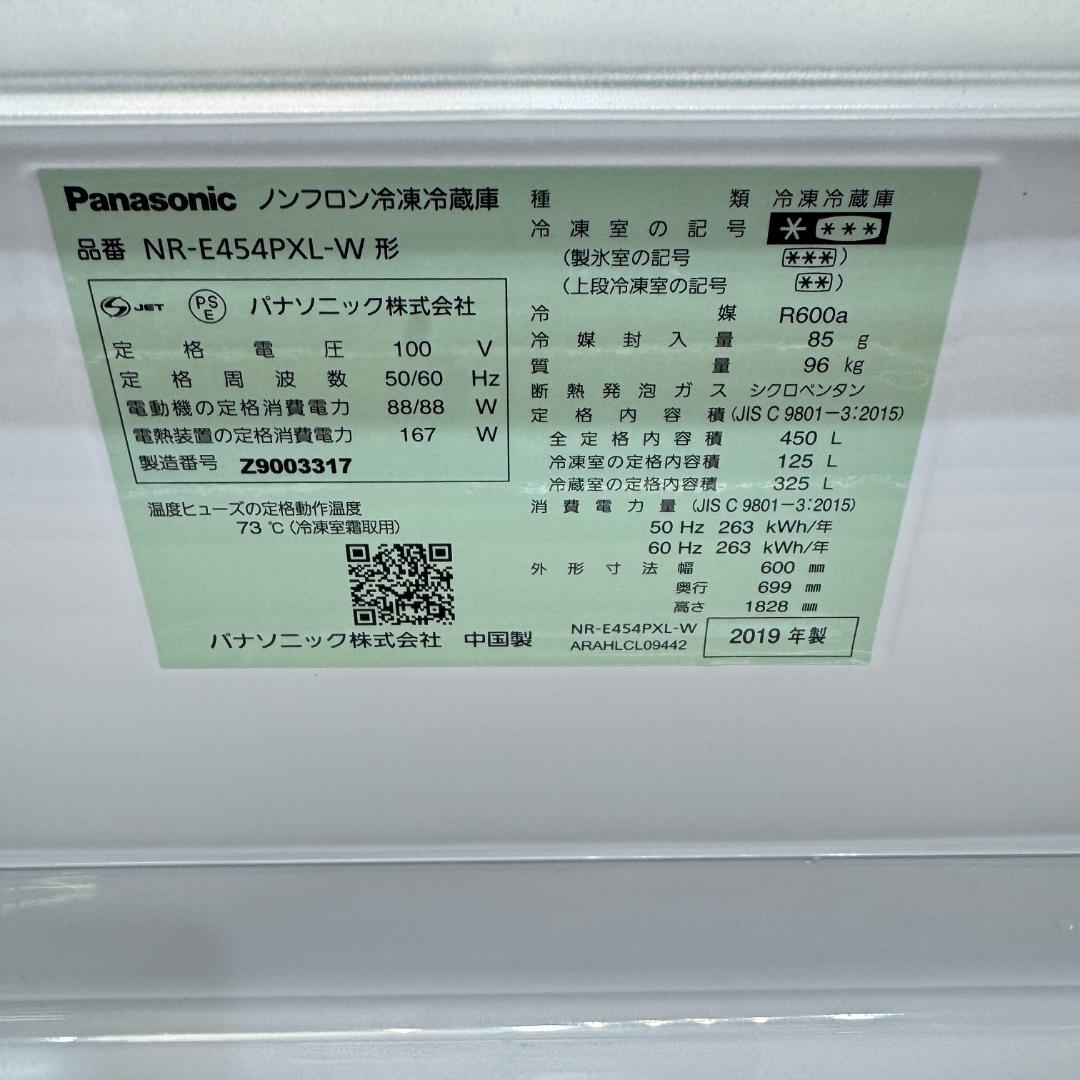 Panasonic ノンフロン冷凍冷蔵庫
品番 NR-E454PXL-W 形
JET PS E パナソニック株式会社
定格電圧 100 V
定格周波数 50/60 Hz
電動機の定格消費電力 88/88 W
電熱装置の定格消費電力 167 W
製造番号 Z9003317
温度ヒューズの定格動作温度
73 ℃ (冷凍室霜取用)
パナソニック株式会社 中国製
種類 冷凍冷蔵庫
冷凍室の記号 * ***
(製氷室の記号 ***)
(上段冷凍室の記号 **)
冷媒 R600a
冷媒封入量 85 g
質量 96 kg
断熱発泡ガス シクロペンタン
定格内容積 (JIS C 9801-3:2015)
全定格内容積 450 L
冷凍室の定格内容積 125 L
冷蔵室の定格内容積 325 L
消費電力量 (JIS C 9801-3:2015)
50 Hz 263 kWh/年
60 Hz 263 kWh/年
外形寸法 幅 600 mm
奥行 699 mm
高さ 1828 mm
NR-E454PXL-W
ARAHLCL09442
2019 年製